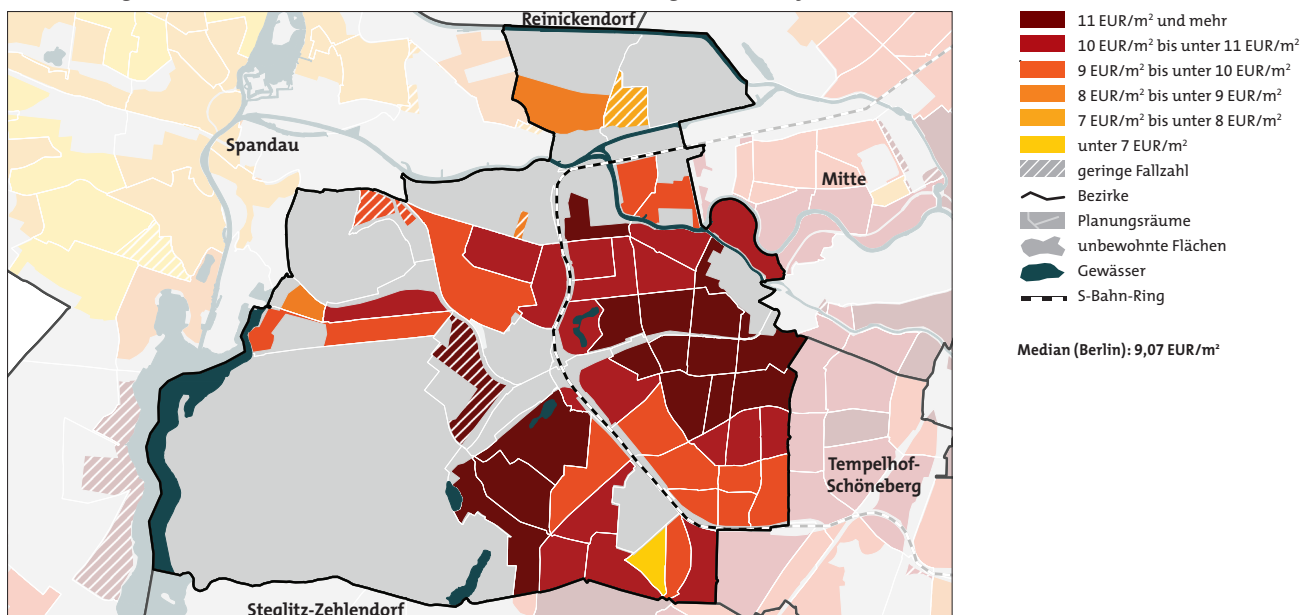 Reinickendorf
Spandau
Mitte
Tempelhof-
Schöneberg
Steglitz-Zehlendorf
11 EUR/m² und mehr
10 EUR/m² bis unter 11 EUR/m²
9 EUR/m² bis unter 10 EUR/m²
8 EUR/m² bis unter 9 EUR/m²
7 EUR/m² bis unter 8 EUR/m²
unter 7 EUR/m²
geringe Fallzahl
Bezirke
Planungsräume
unbewohnte Flächen
Gewässer
S-Bahn-Ring
Median (Berlin): 9,07 EUR/m²